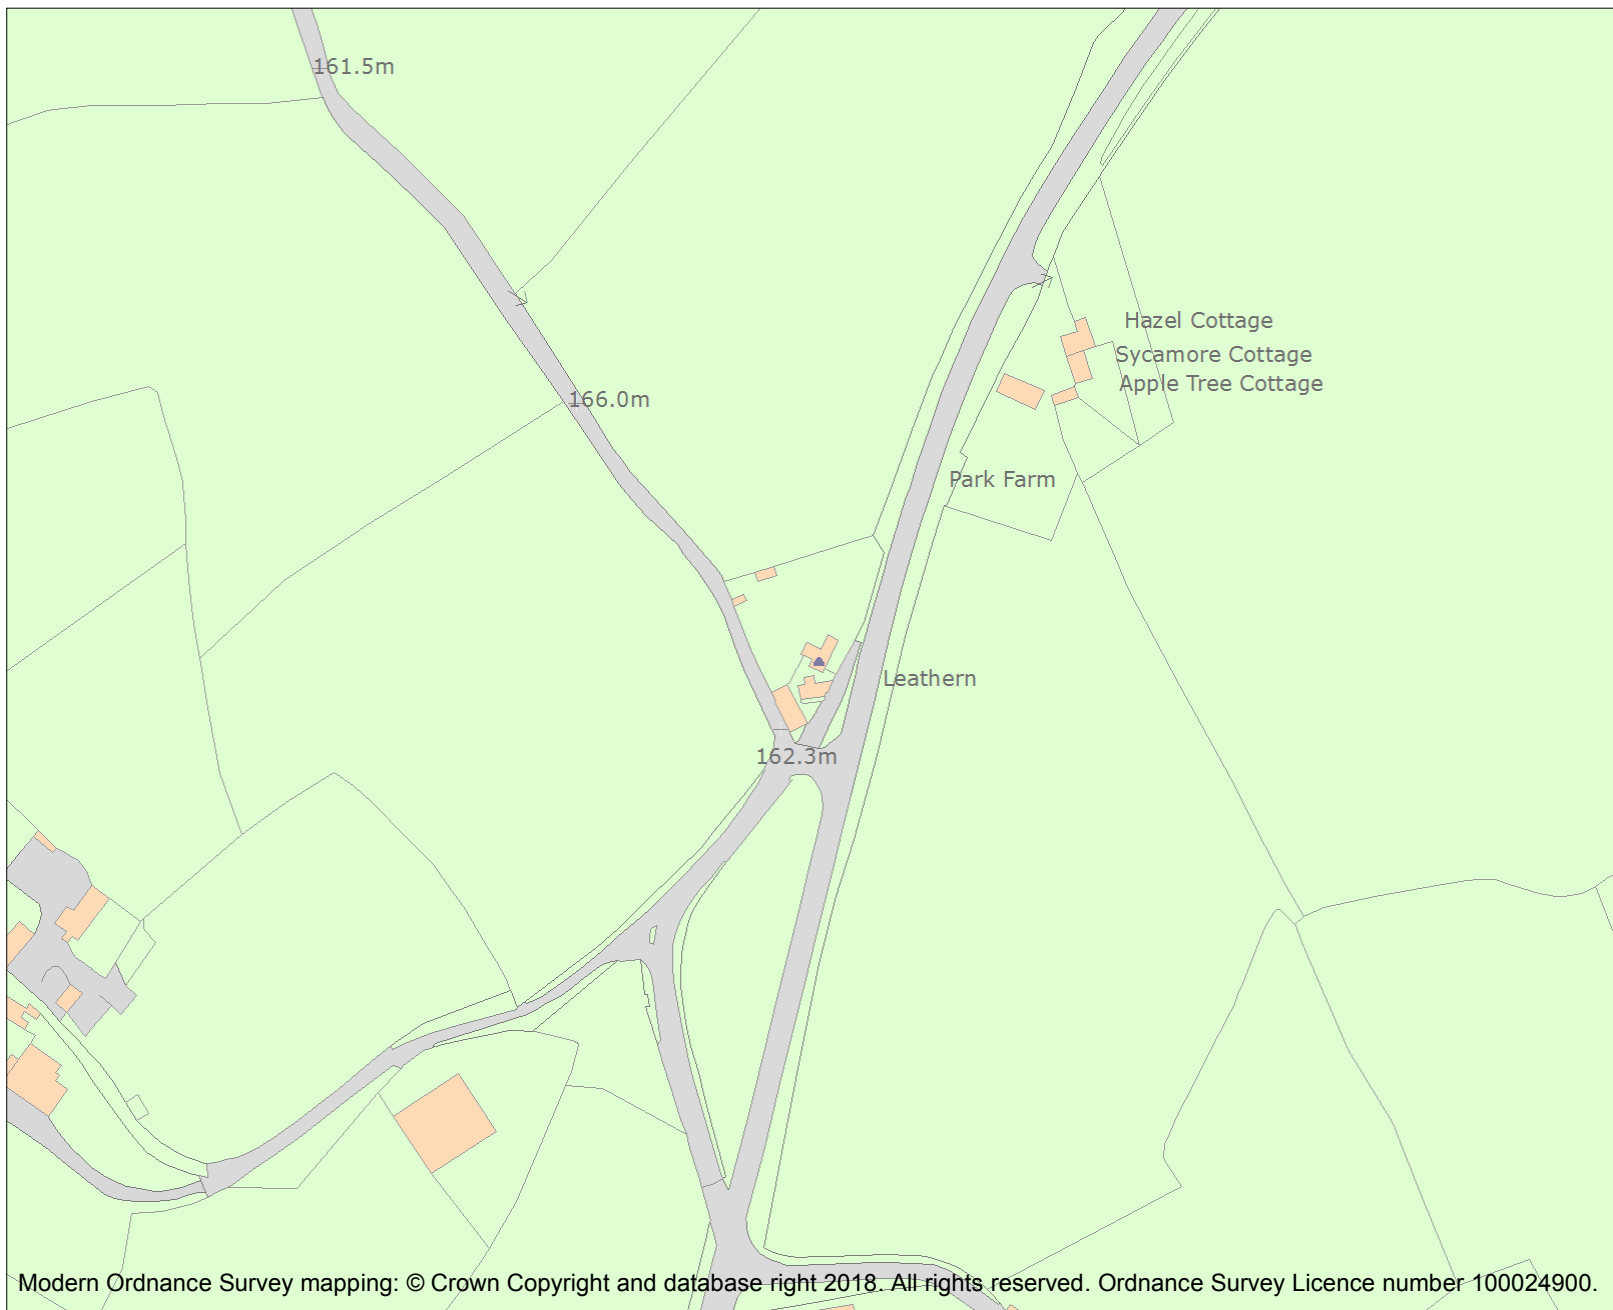 161.5m
Hazel Cottage
Sycamore Cottage
Apple Tree Cottage
166.0m
Park Farm
Leathern
162.3m
Modern Ordnance Survey mapping: © Crown Copyright and database right 2018. All rights reserved. Ordnance Survey Licence number 100024900.